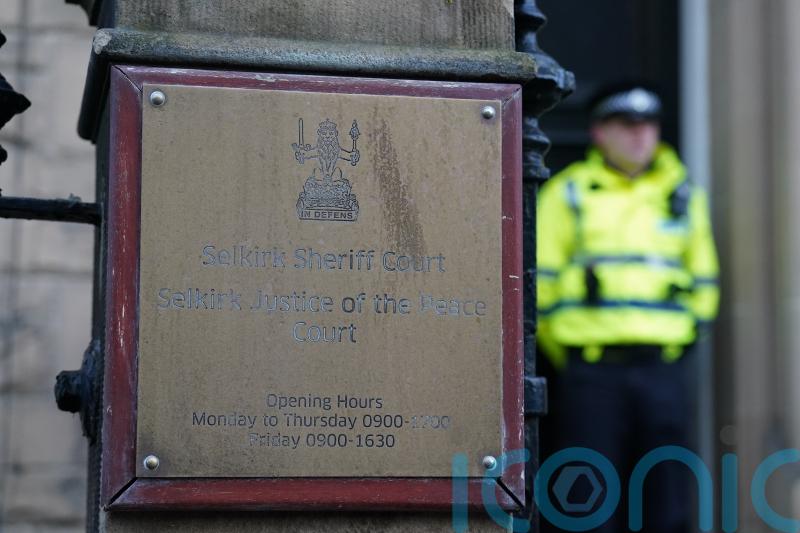 IN DEFENS
Selkirk Sheriff Court
Selkirk Justice of the Peace
Court
Opening Hours
Monday to Thursday 0900-1700
Friday 0900-1630
iconic